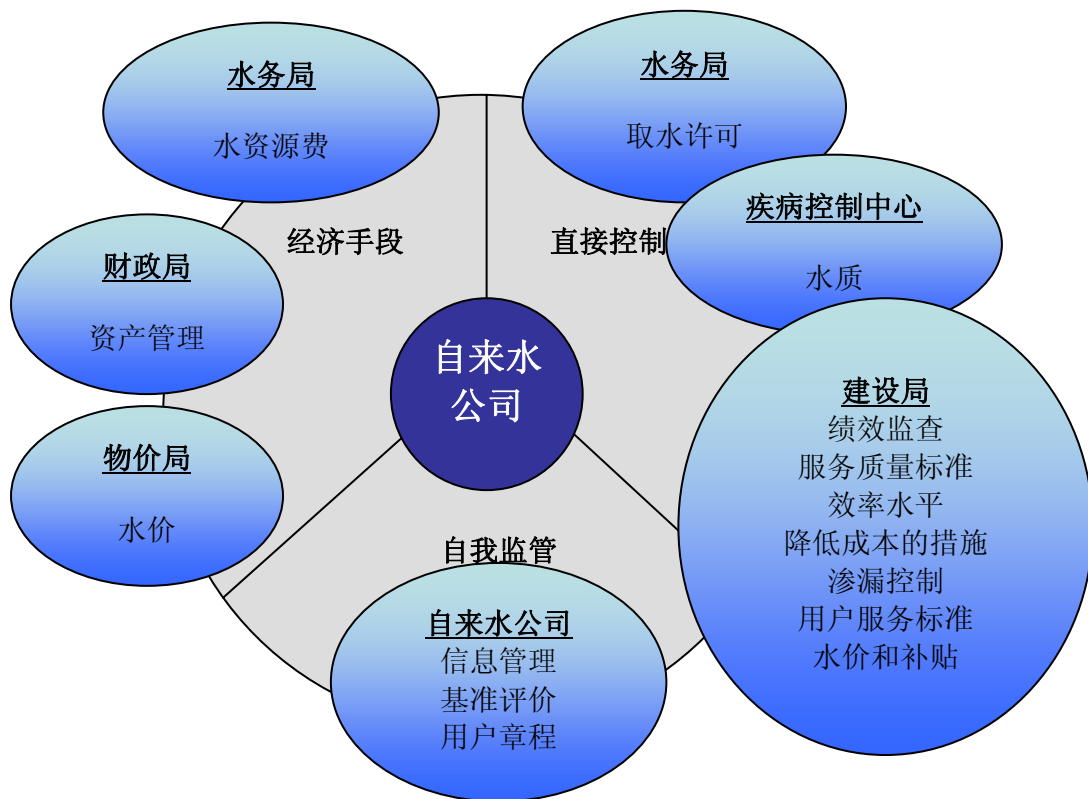 水务局
水资源费
水务局
取水许可
疾病控制中心
水质
经济手段
直接控制
财政局
资产管理
自来水
公司
物价局
水价
建设局
绩效监查
服务质量标准
效率水平
降低成本的措施
渗漏控制
用户服务标准
水价和补贴
自我监管
自来水公司
信息管理
基准评价
用户章程